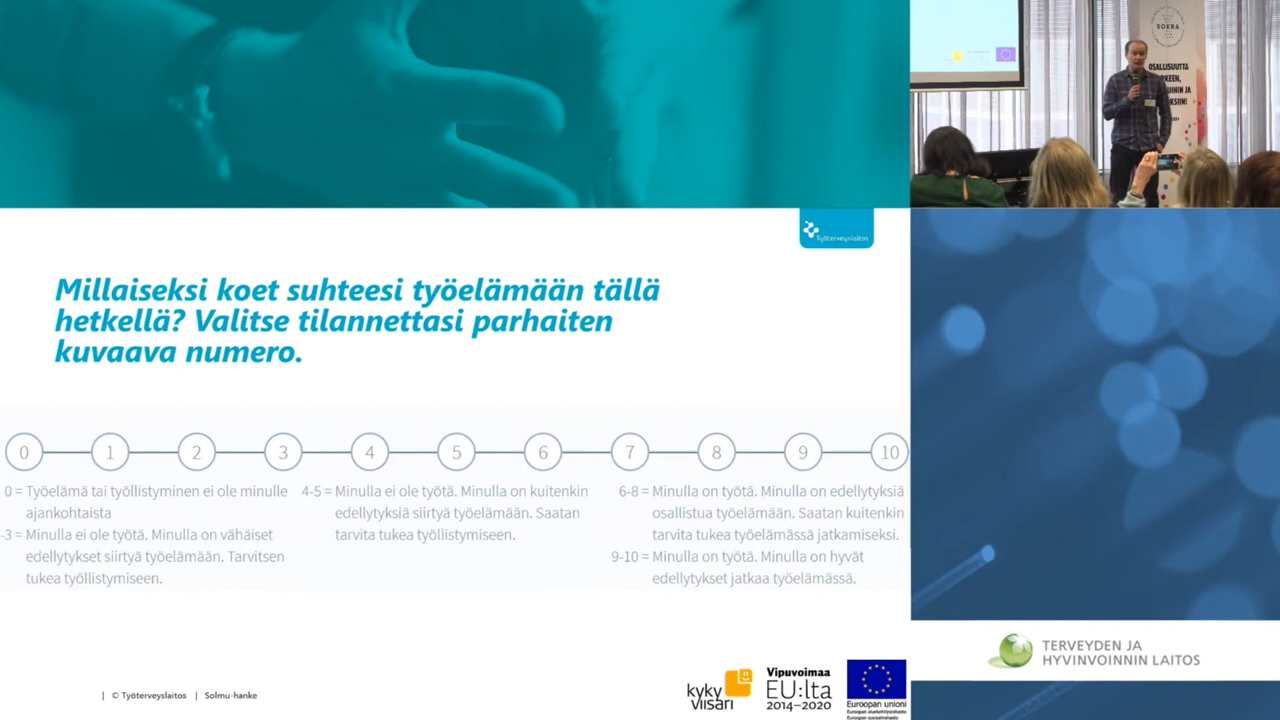 SOKRA
OSALLISUUTTA
Työterveyslaitos
Millaiseksi koet suhteesi työelämään tällä
hetkellä? Valitse tilannettasi parhaiten
kuvaava numero.
0 1 2 3 4 5 6 7 8 9 10
0 = Työelämä tai työllistyminen ei ole minulle
ajankohtaista
-3 = Minulla ei ole työtä. Minulla on vähäiset
edellytykset siirtyä työelämään. Tarvitsen
tukea työllistymiseen.
4-5 = Minulla ei ole työtä. Minulla on kuitenkin
edellytyksiä siirtyä työelämään. Saatan
tarvita tukea työllistymiseen.
6-8 = Minulla on työtä. Minulla on edellytyksiä
osallistua työelämään. Saatan kuitenkin
tarvita tukea työelämässä jatkamiseksi.
9-10 = Minulla on työtä. Minulla on hyvät
edellytykset jatkaa työelämässä.
TERVEYDEN JA
HYVINVOINNIN LAITOS
| © Työterveyslaitos | Solmu-hanke
kyky
viisari
Vipuvoimaa
EU:lta
2014–2020
Euroopan unioni
Euroopan aluekehitysrahasto
Euroopan sosiaalirahasto